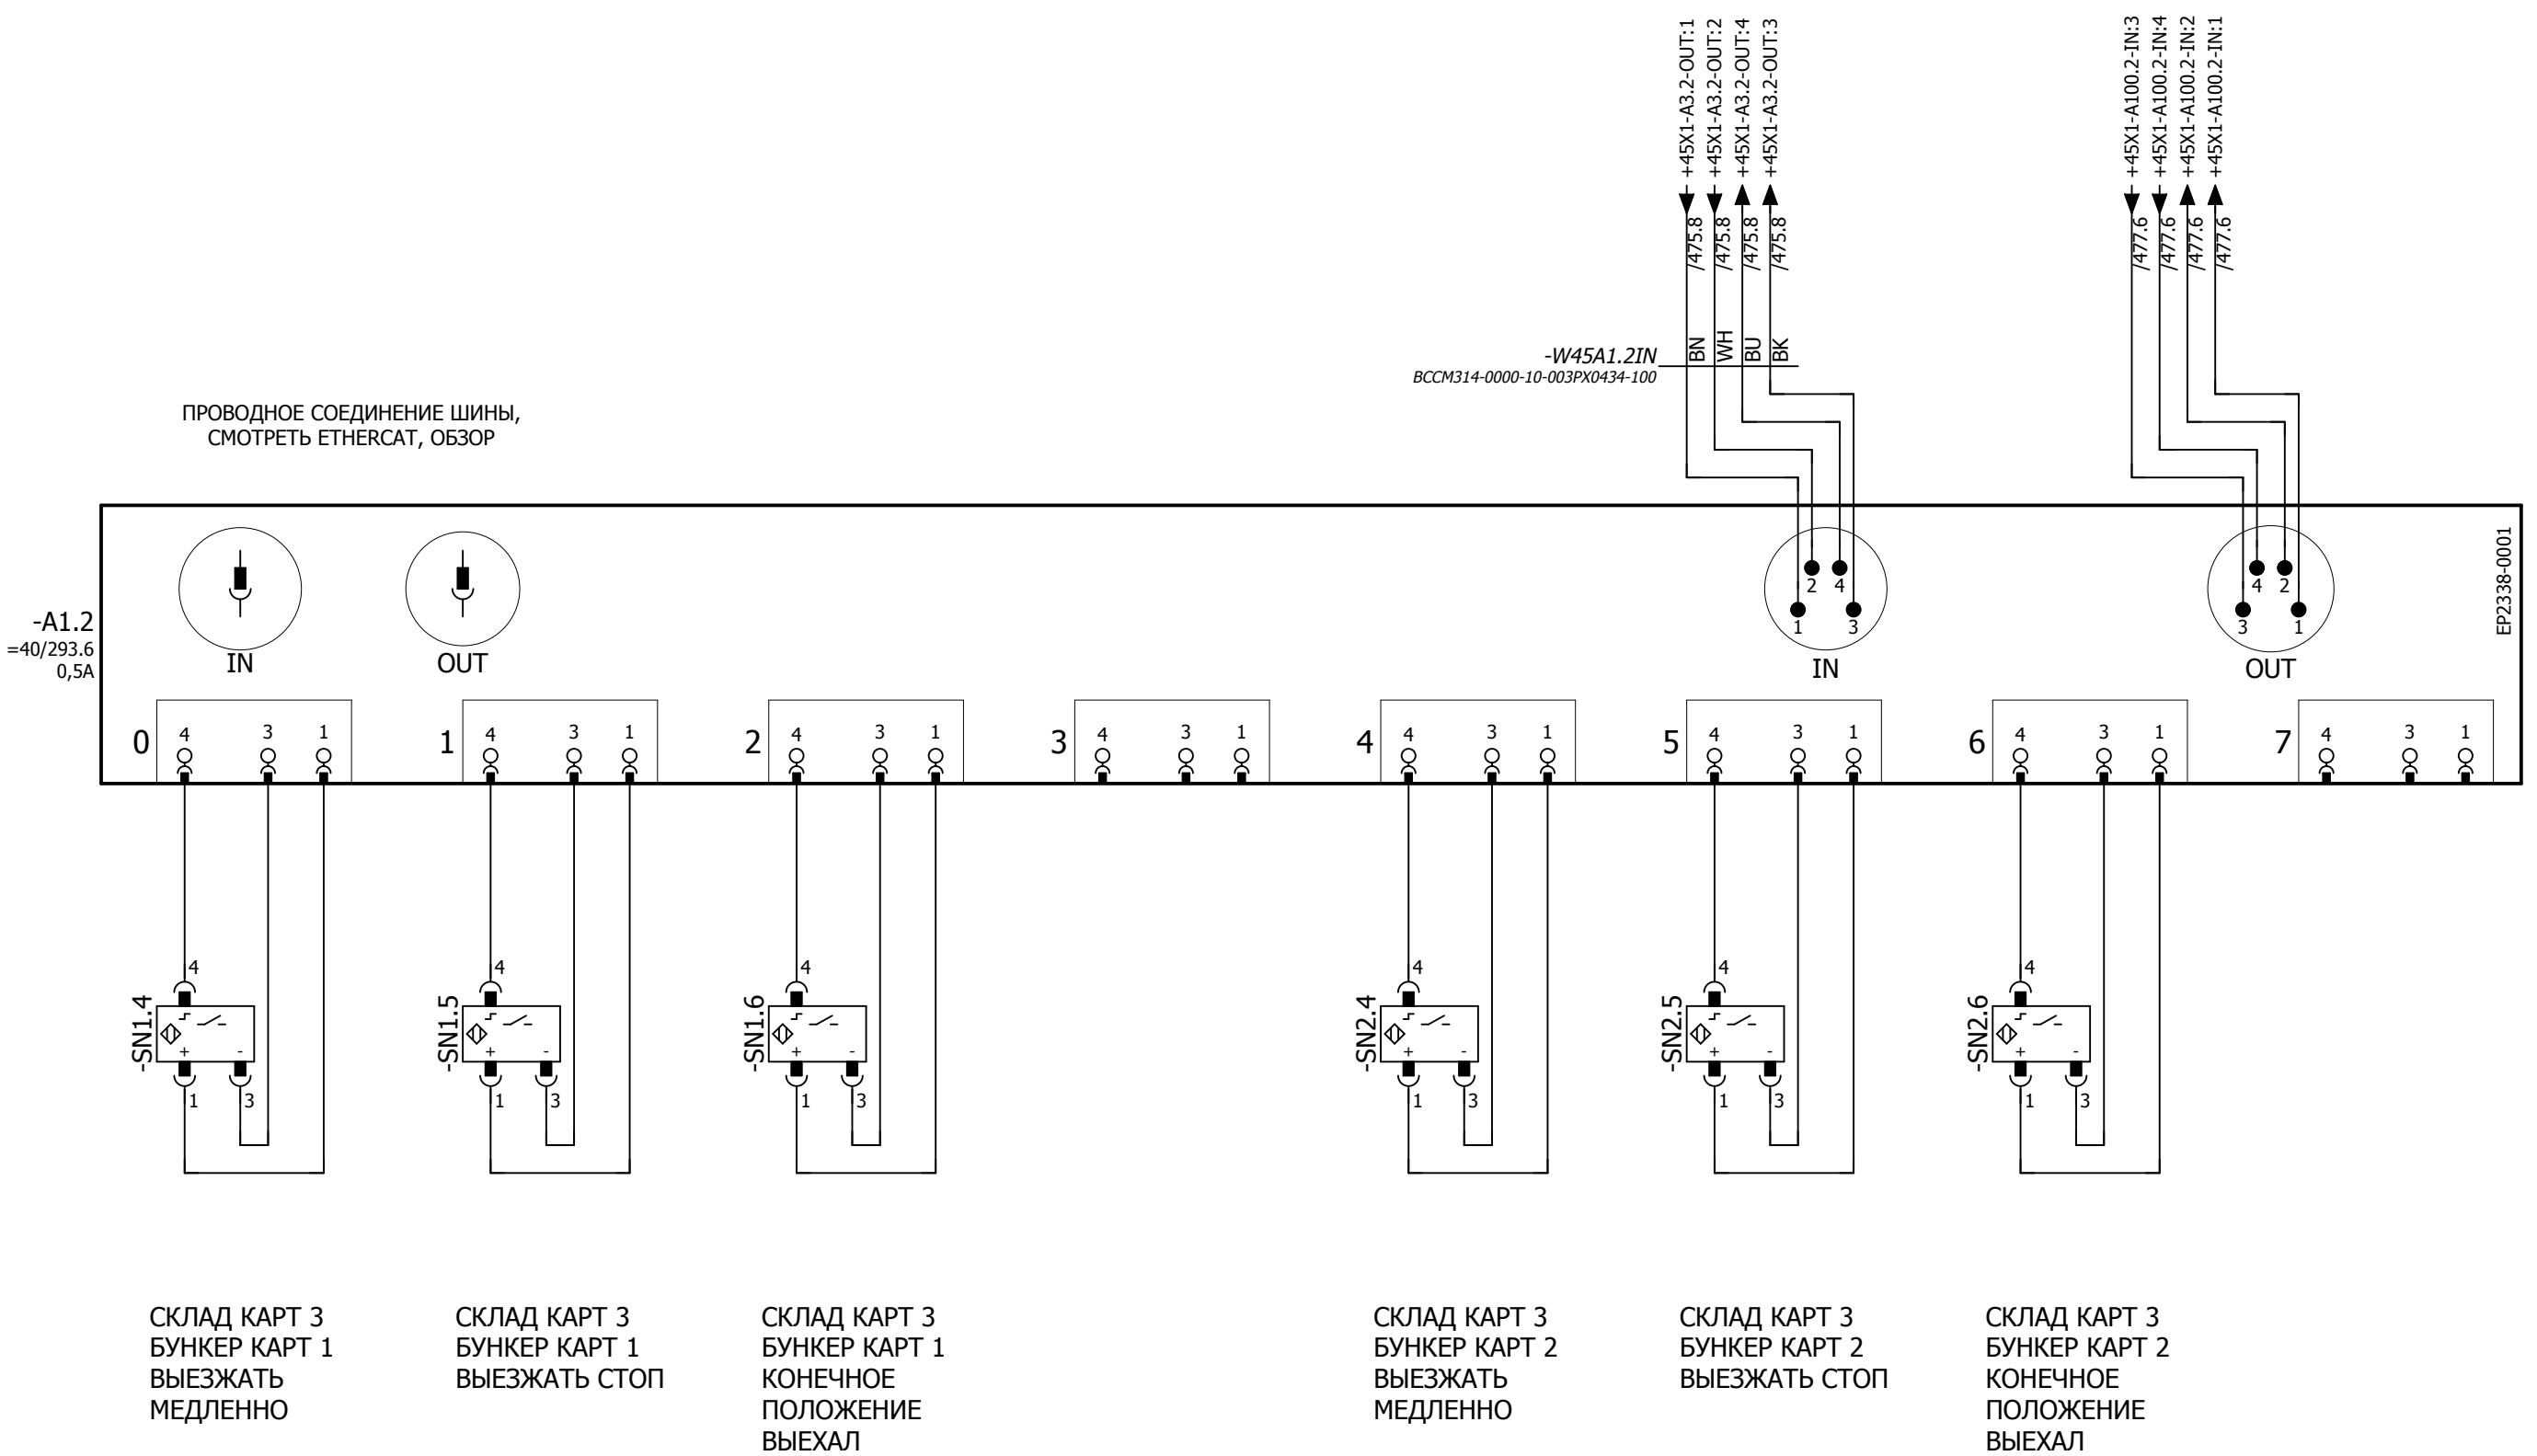 +45X1-A3.2-OUT:1
+45X1-A3.2-OUT:2
+45X1-A3.2-OUT:4
+45X1-A3.2-OUT:3
+45X1-A100.2-IN:3
+45X1-A100.2-IN:4
+45X1-A100.2-IN:2
+45X1-A100.2-IN:1
/475.8
/475.8
/475.8
/475.8
/477.6
/477.6
/477.6
/477.6
-W45A1.2IN
BCCM314-0000-10-003PX0434-100
BN
WH
BU
BK
ПРОВОДНОЕ СОЕДИНЕНИЕ ШИНЫ,
СМОТРЕТЬ ETHERCAT, ОБЗОР
-A1.2
=40/293.6
0,5A
IN
OUT
2 4
1 3
IN
4 2
3 1
OUT
EP2338-0001
0 4 3 1
1 4 3 1
2 4 3 1
3 4 3 1
4 4 3 1
5 4 3 1
6 4 3 1
7 4 3 1
-SN1.4
4
+ -
1 3
-SN1.5
4
+ -
1 3
-SN1.6
4
+ -
1 3
-SN2.4
4
+ -
1 3
-SN2.5
4
+ -
1 3
-SN2.6
4
+ -
1 3
СКЛАД КАРТ 3
БУНКЕР КАРТ 1
ВЫЕЗЖАТЬ
МЕДЛЕННО
СКЛАД КАРТ 3
БУНКЕР КАРТ 1
ВЫЕЗЖАТЬ СТОП
СКЛАД КАРТ 3
БУНКЕР КАРТ 1
КОНЕЧНОЕ
ПОЛОЖЕНИЕ
ВЫЕХАЛ
СКЛАД КАРТ 3
БУНКЕР КАРТ 2
ВЫЕЗЖАТЬ
МЕДЛЕННО
СКЛАД КАРТ 3
БУНКЕР КАРТ 2
ВЫЕЗЖАТЬ СТОП
СКЛАД КАРТ 3
БУНКЕР КАРТ 2
КОНЕЧНОЕ
ПОЛОЖЕНИЕ
ВЫЕХАЛ